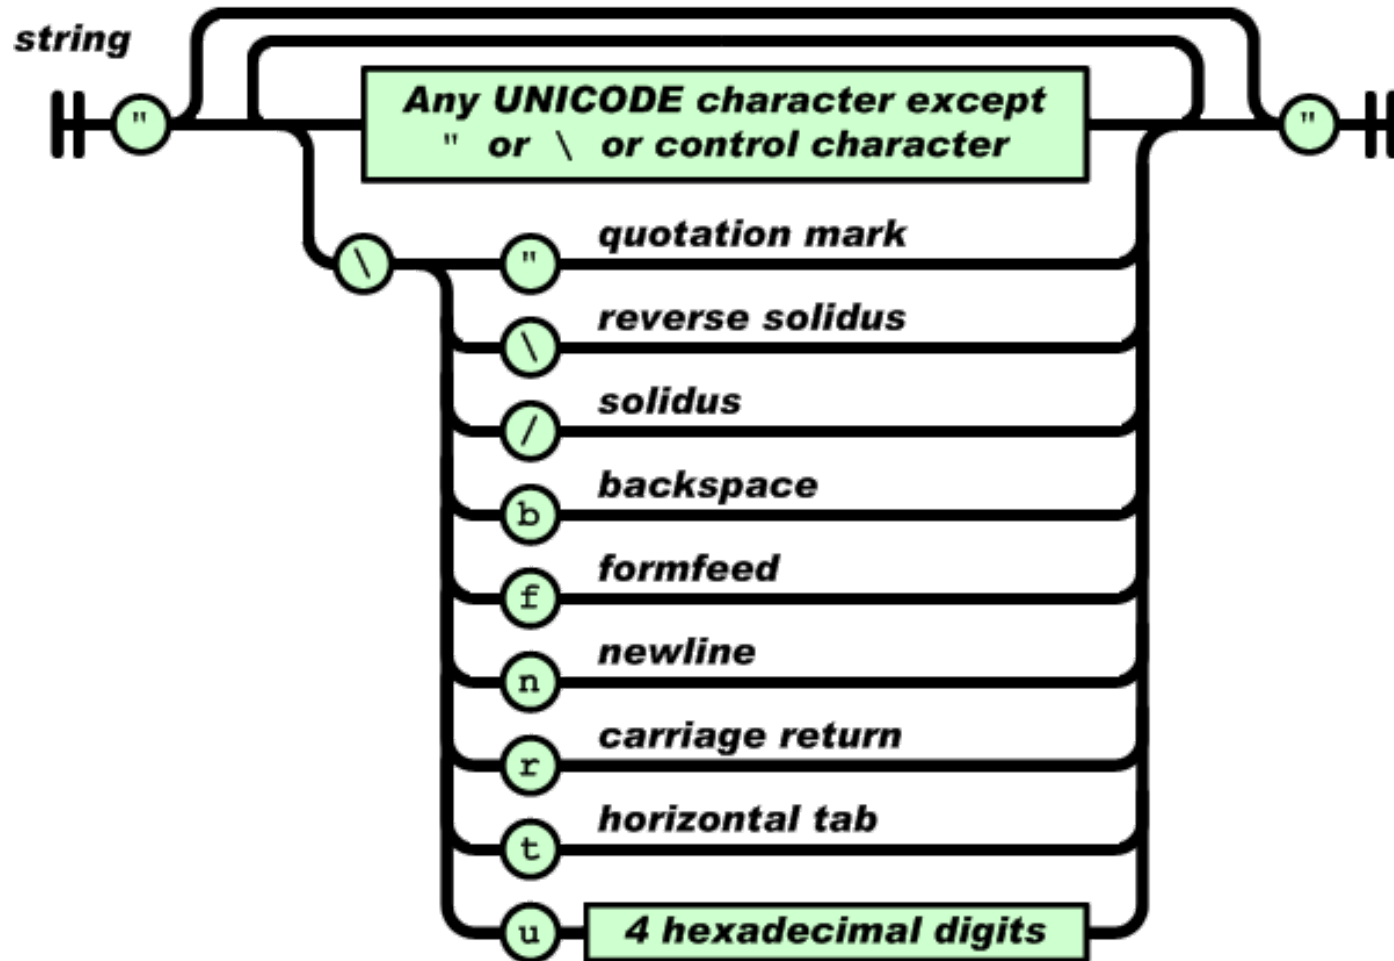 string
" Any UNICODE character except "
" or \ or control character
\ " quotation mark
\ reverse solidus
/ solidus
b backspace
f formfeed
n newline
r carriage return
t horizontal tab
u 4 hexadecimal digits